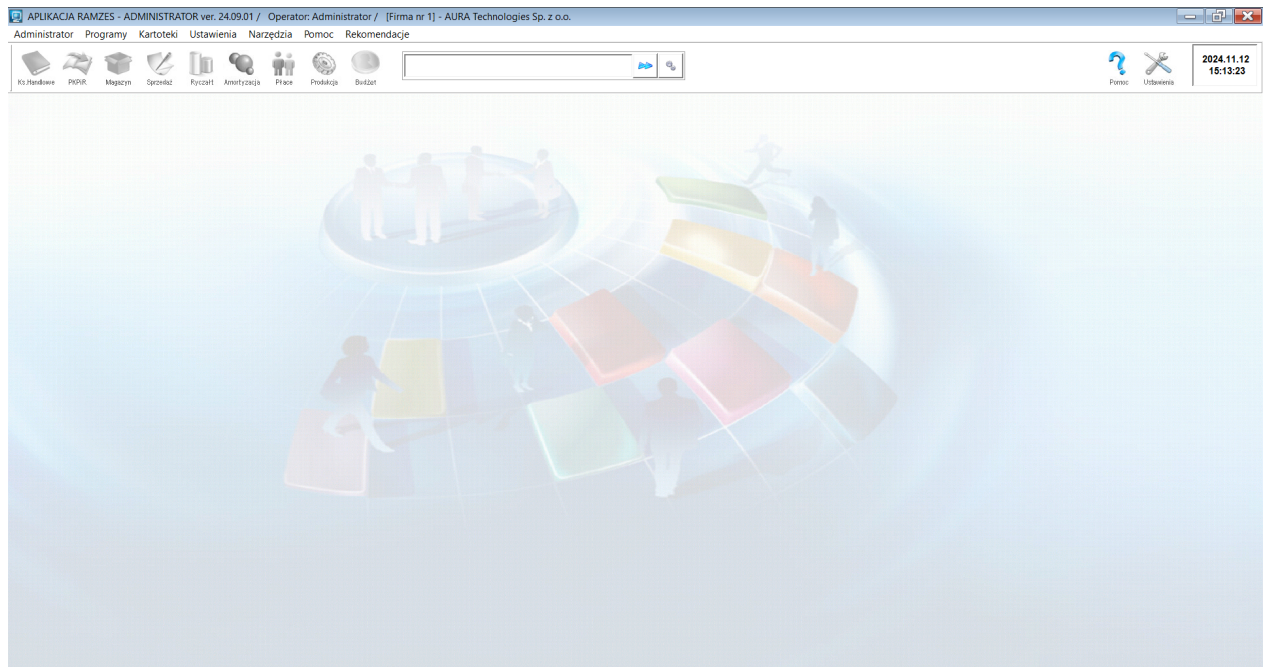 APLIKACJA RAMZES - ADMINISTRATOR ver. 24.09.01 / Operator: Administrator / [Firma nr 1] - AURA Technologies Sp. z o.o.
Administrator Programy Kartoteki Ustawienia Narzędzia Pomoc Rekomendacje
Ks.Handlowe PKPiR Magazyn Sprzedaż Ryczałt Amortyzacja Płace Produkcja Budżet Pomoc Ustawienia
2024.11.12
15:13:23